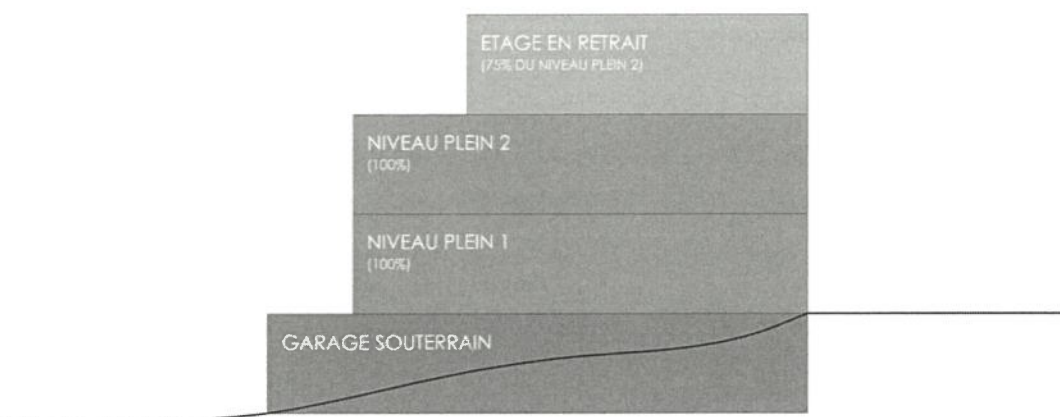 ETAGE EN RETRAIT
(75% DU NIVEAU PLEIN 2)
NIVEAU PLEIN 2
(100%)
NIVEAU PLEIN 1
(100%)
GARAGE SOUTERRAIN